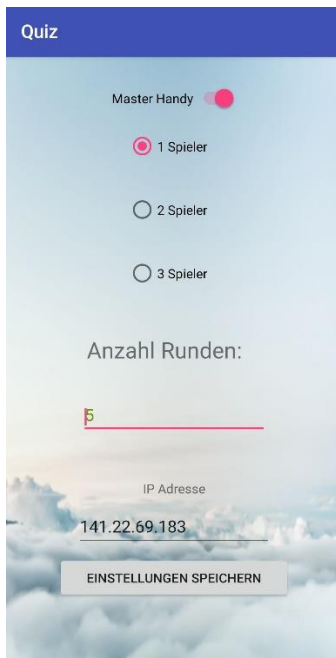 Quiz
Master Handy
1 Spieler
2 Spieler
3 Spieler
Anzahl Runden:
5
IP Adresse
141.22.69.183
EINSTELLUNGEN SPEICHERN